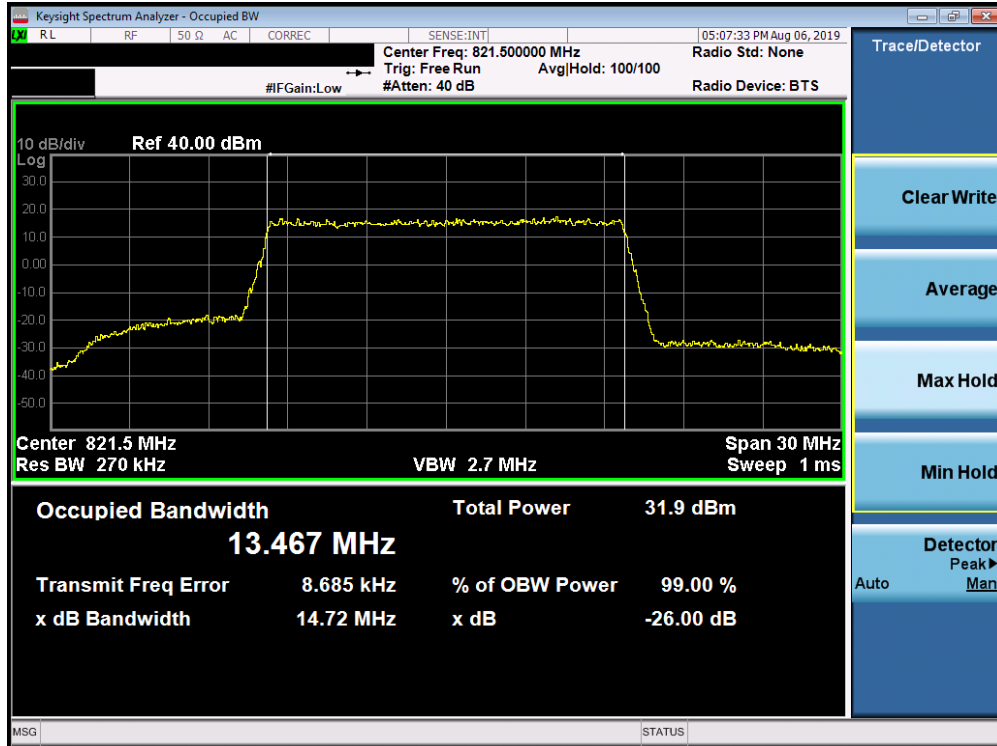 Keysight Spectrum Analyzer - Occupied BW
LXI RL RF 50 Ω AC CORREC SENSE:INT 05:07:33 PM Aug 06, 2019
Center Freq: 821.500000 MHz Radio Std: None
Trig: Free Run Avg|Hold: 100/100
#IFGain:Low #Atten: 40 dB Radio Device: BTS
Trace/Detector
10 dB/div Ref 40.00 dBm
Log
30.0
20.0
10.0
0.00
-10.0
-20.0
-30.0
-40.0
-50.0
Center 821.5 MHz Span 30 MHz
Res BW 270 kHz VBW 2.7 MHz Sweep 1 ms
Occupied Bandwidth Total Power 31.9 dBm
13.467 MHz
Transmit Freq Error 8.685 kHz % of OBW Power 99.00 %
x dB Bandwidth 14.72 MHz x dB -26.00 dB
Clear Write
Average
Max Hold
Min Hold
Detector
Peak▶
Auto Man
MSG STATUS